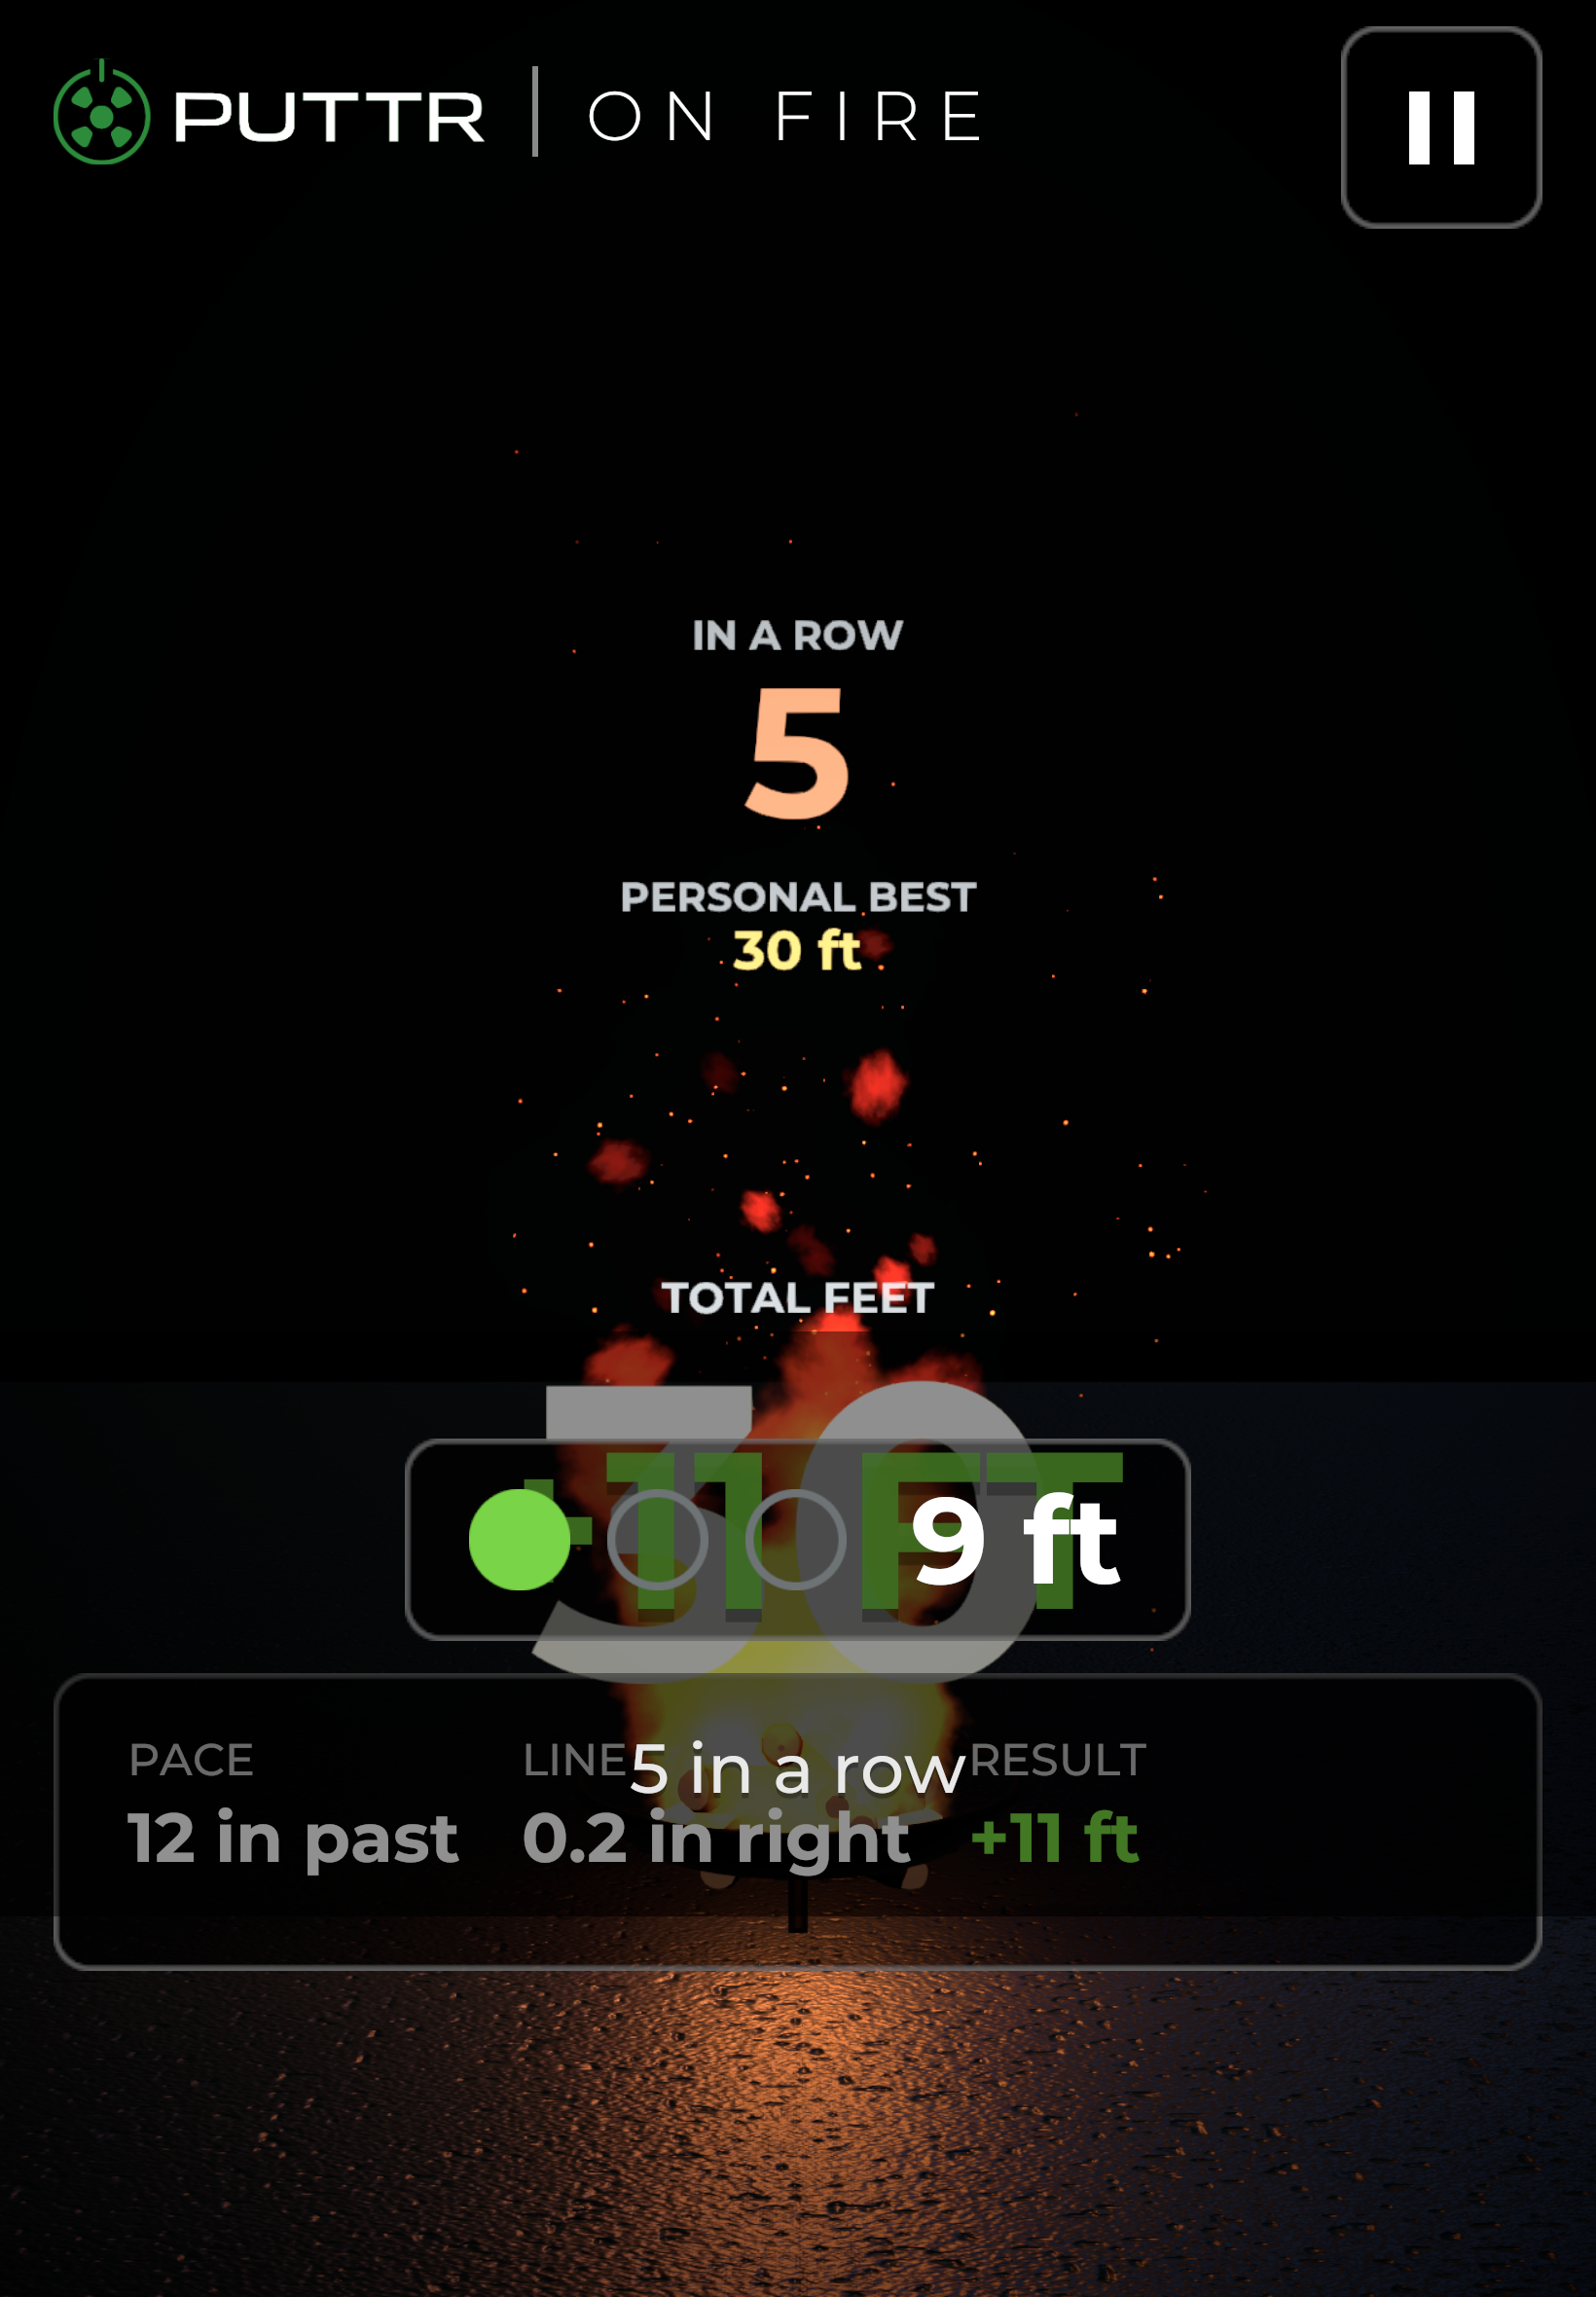 PUTTR | ON FIRE
IN A ROW
5
PERSONAL BEST
30 ft
TOTAL FEET
30
+11 FT
9 ft
5 in a row
PACE LINE RESULT
12 in past 0.2 in right +11 ft